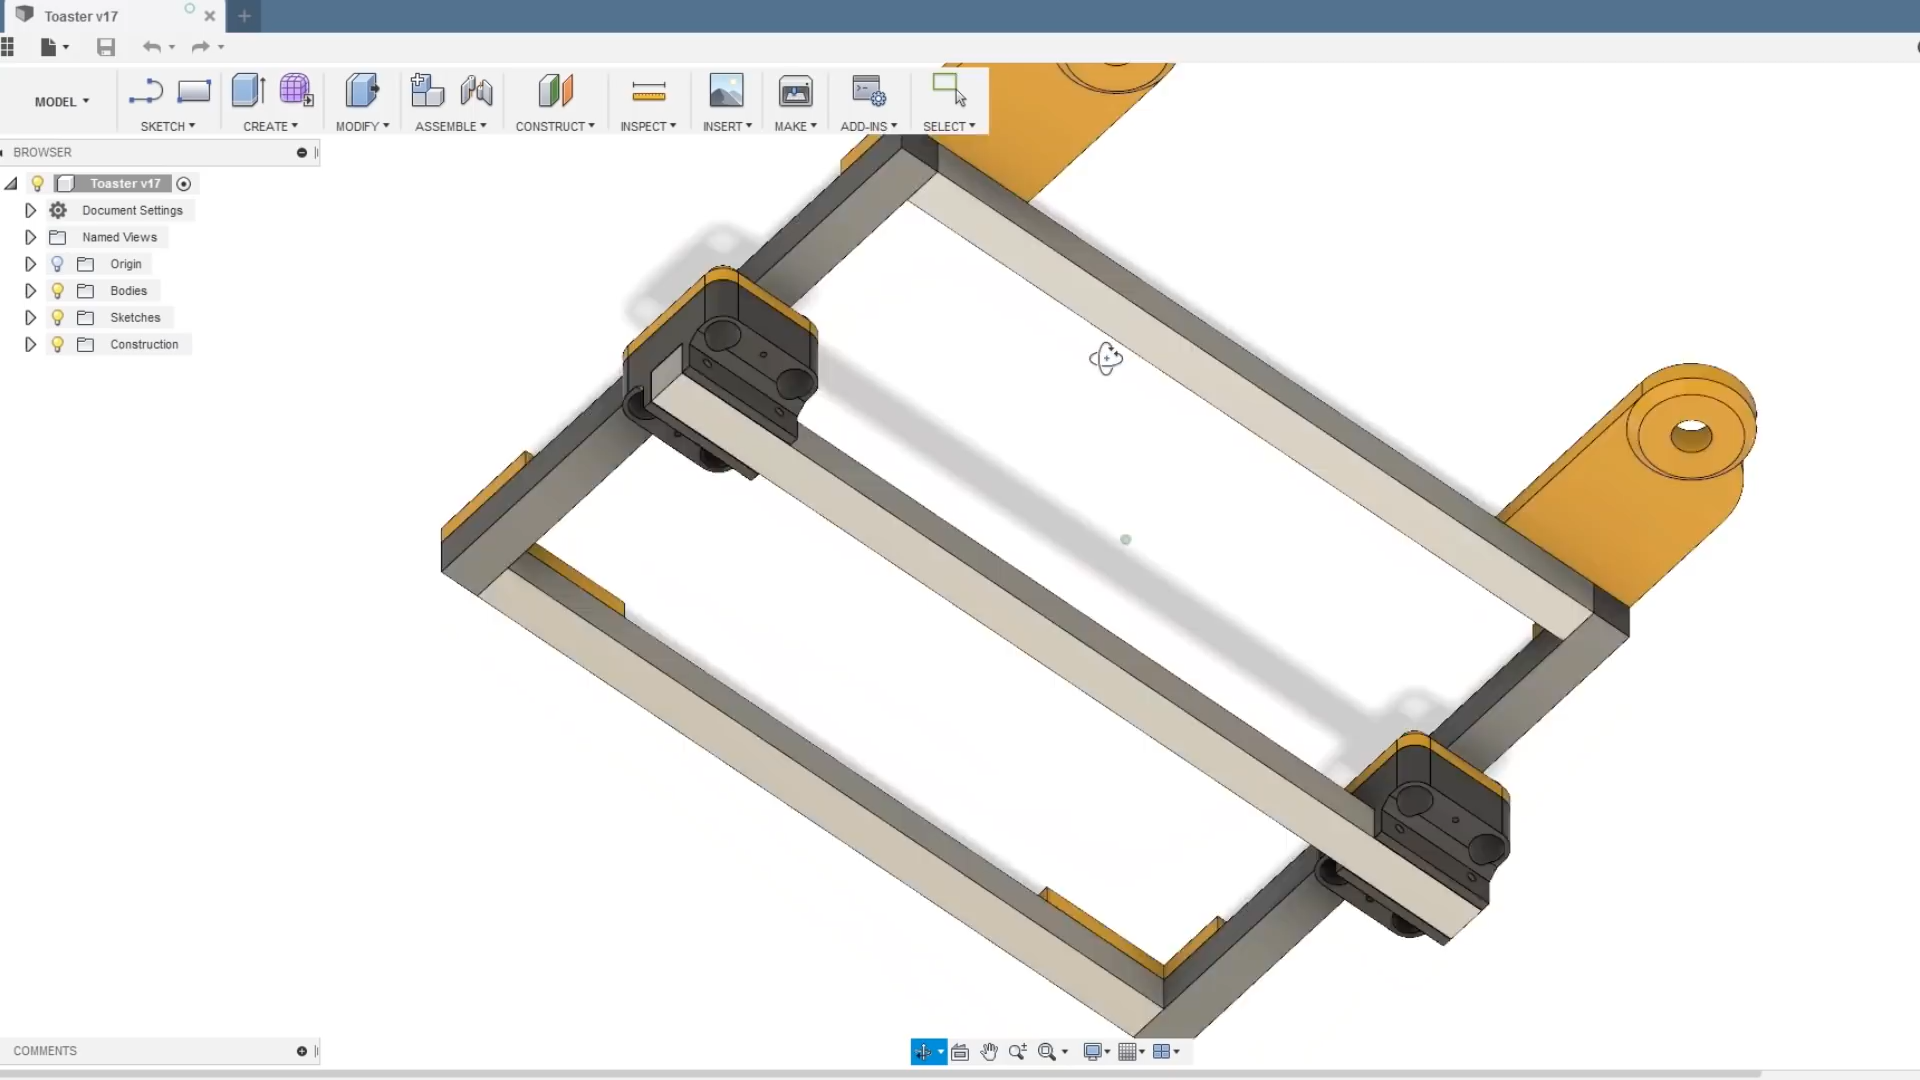 Toaster v17
MODEL
SKETCH
CREATE
MODIFY
ASSEMBLE
CONSTRUCT
INSPECT
INSERT
MAKE
ADD-INS
SELECT
BROWSER
Toaster v17
Document Settings
Named Views
Origin
Bodies
Sketches
Construction
COMMENTS